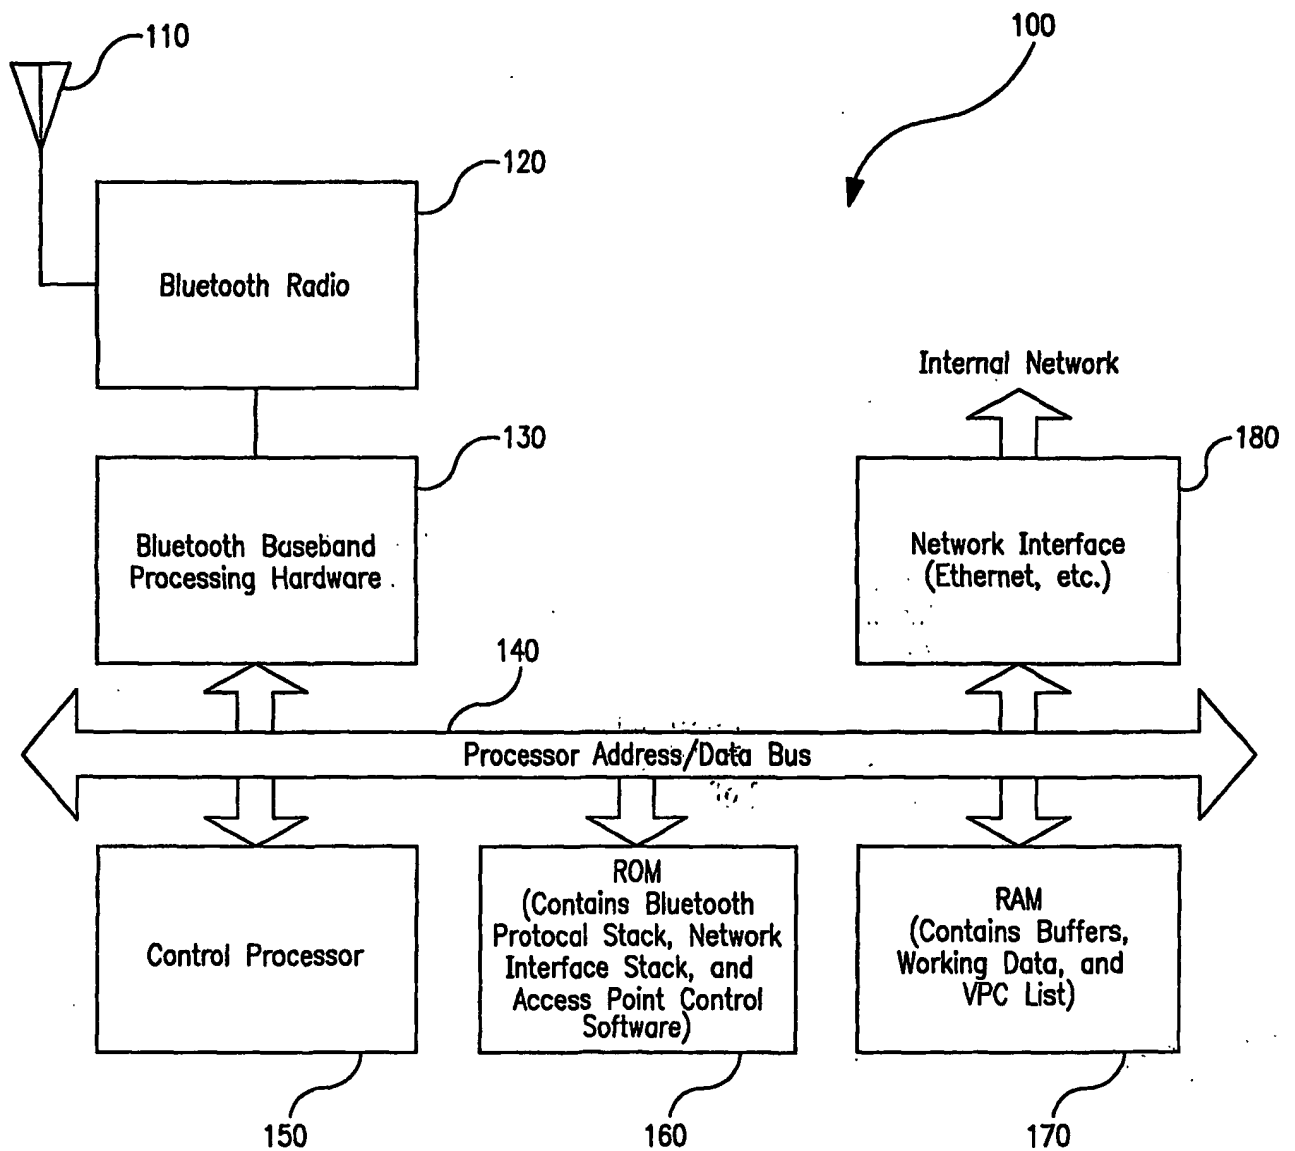 110
100
120
Bluetooth Radio
Internal Network
130
180
Bluetooth Baseband
Processing Hardware
Network Interface
(Ethernet, etc.)
140
Processor Address/Data Bus
Control Processor
ROM
(Contains Bluetooth
Protocal Stack, Network
Interface Stack, and
Access Point Control
Software)
RAM
(Contains Buffers,
Working Data, and
VPC List)
150
160
170